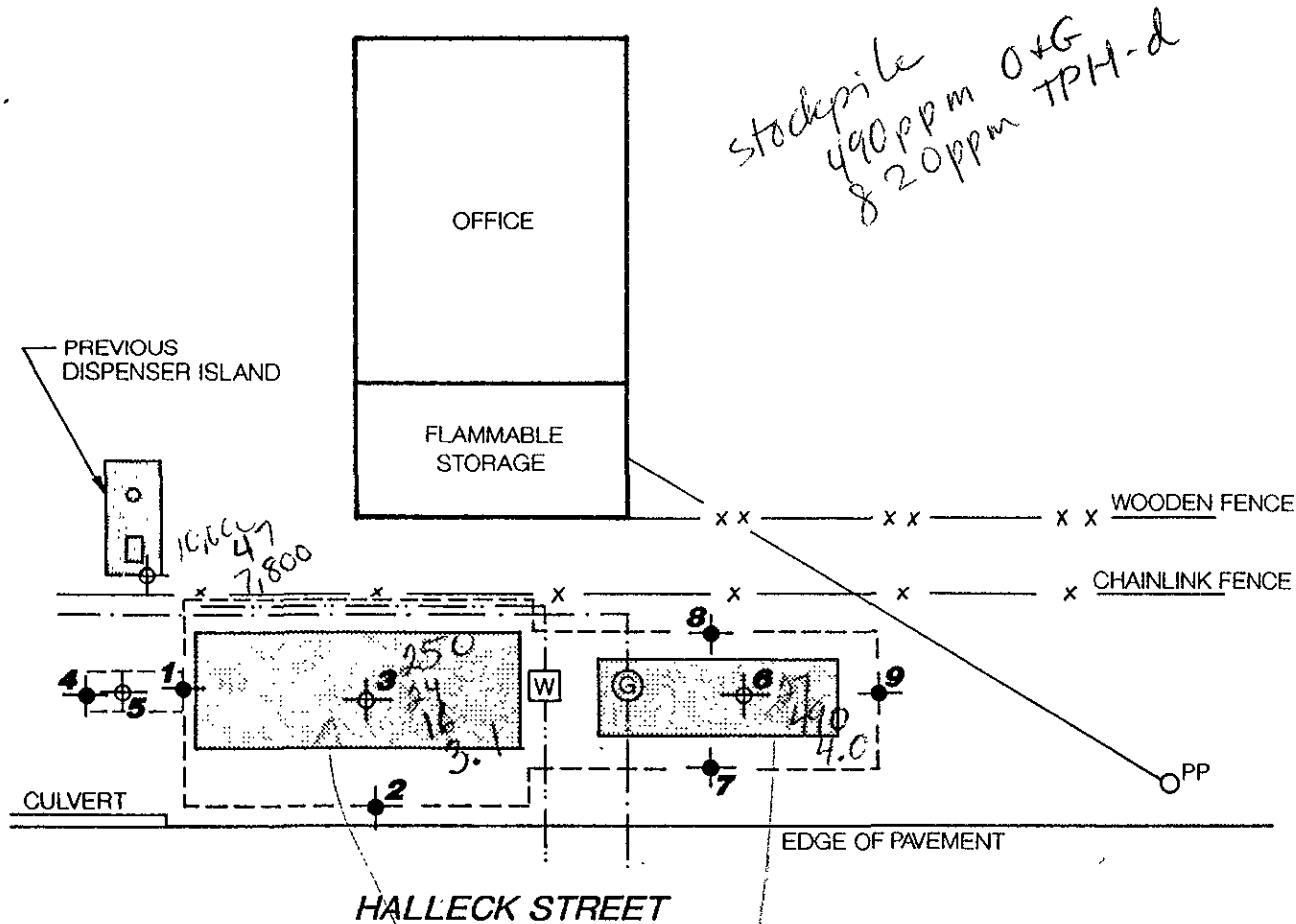 stockpile
490ppm O+G
820ppm TPH-d
OFFICE
PREVIOUS
DISPENSER ISLAND
FLAMMABLE
STORAGE
x x
x x
x x
WOODEN FENCE
47
7,800
x
x
x
x
x
x
CHAINLINK FENCE
8
4
1
5
250
3
24
16
3.1
W
G
6
490
4.0
9
2
7
PP
CULVERT
EDGE OF PAVEMENT
HALLECK STREET